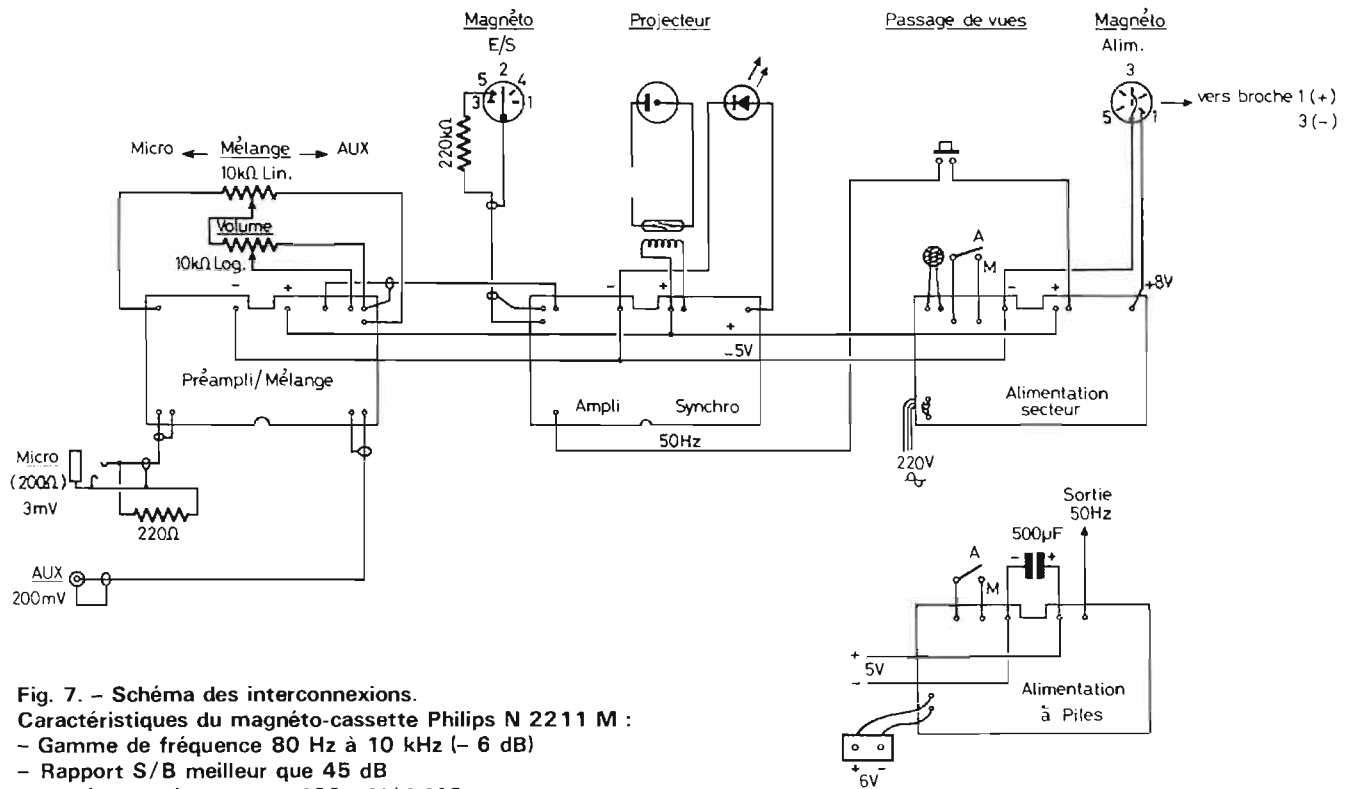 Magnéto
E/S
2
5
4
3
1
220kΩ
Projecteur
Passage de vues
Magnéto
Alim.
3
5
1
vers broche 1 (+)
3 (-)
Micro
Mélange
AUX
10kΩ Lin.
Volume
10kΩ Log.
-
+
-
+
A
M
-
+
+8V
+
-5V
Préampli/Mélange
Ampli
Synchro
50Hz
Alimentation
secteur
220V
Micro
(200Ω)
3mV
220Ω
AUX
200mV
Sortie
50Hz
500µF
A
-
+
M
+
5V
-
Alimentation
à Piles
+
-
6V
Fig. 7. – Schéma des interconnexions.
Caractéristiques du magnéto-cassette Philips N 2211 M :
– Gamme de fréquence 80 Hz à 10 kHz (– 6 dB)
– Rapport S/B meilleur que 45 dB